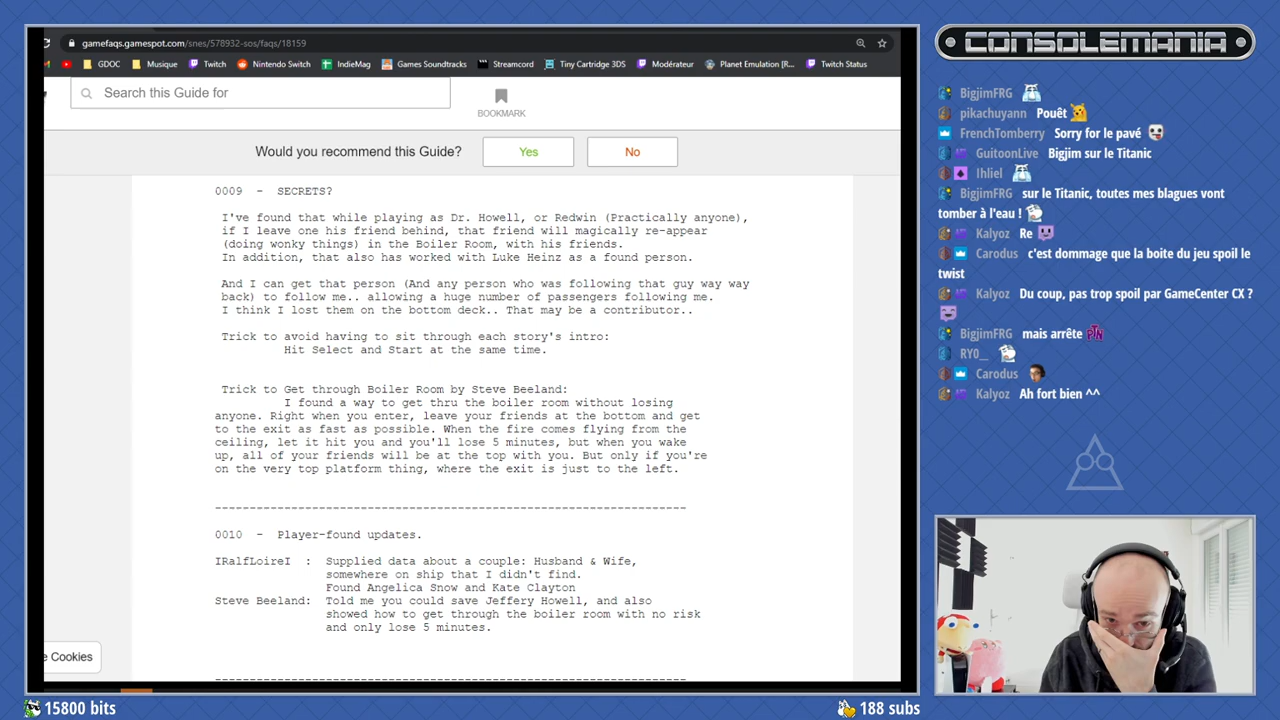 gamefaqs.gamespot.com/snes/578932-sos/faqs/18159
GDOC Musique Twitch Nintendo Switch IndieMag Games Soundtracks Streamcord Tiny Cartridge 3DS Modérateur Planet Emulation [R... Twitch Status
Search this Guide for
BOOKMARK
Would you recommend this Guide? Yes No
0009 - SECRETS?
I've found that while playing as Dr. Howell, or Redwin (Practically anyone),
if I leave one his friend behind, that friend will magically re-appear
(doing wonky things) in the Boiler Room, with his friends.
In addition, that also has worked with Luke Heinz as a found person.
And I can get that person (And any person who was following that guy way way
back) to follow me.. allowing a huge number of passengers following me.
I think I lost them on the bottom deck.. That may be a contributor..
Trick to avoid having to sit through each story's intro:
Hit Select and Start at the same time.
Trick to Get through Boiler Room by Steve Beeland:
I found a way to get thru the boiler room without losing
anyone. Right when you enter, leave your friends at the bottom and get
to the exit as fast as possible. When the fire comes flying from the
ceiling, let it hit you and you'll lose 5 minutes, but when you wake
up, all of your friends will be at the top with you. But only if you're
on the very top platform thing, where the exit is just to the left.
-----------------------------------------------------------------------
0010 - Player-found updates.
IRalfLoireI : Supplied data about a couple: Husband & Wife,
somewhere on ship that I didn't find.
Found Angelica Snow and Kate Clayton
Steve Beeland: Told me you could save Jeffery Howell, and also
showed how to get through the boiler room with no risk
and only lose 5 minutes.
-----------------------------------------------------------------------
e Cookies
15800 bits
188 subs
CONSOLEMANIA
BigjimFRG
pikachuyann Pouêt
FrenchTomberry Sorry for le pavé
GuitoonLive Bigjim sur le Titanic
Ihliel
BigjimFRG sur le Titanic, toutes mes blagues vont
tomber à l'eau !
Kalyoz Re
Carodus c'est dommage que la boite du jeu spoil le
twist
Kalyoz Du coup, pas trop spoil par GameCenter CX ?
BigjimFRG mais arrête PTN
RY0__
Carodus
Kalyoz Ah fort bien ^^